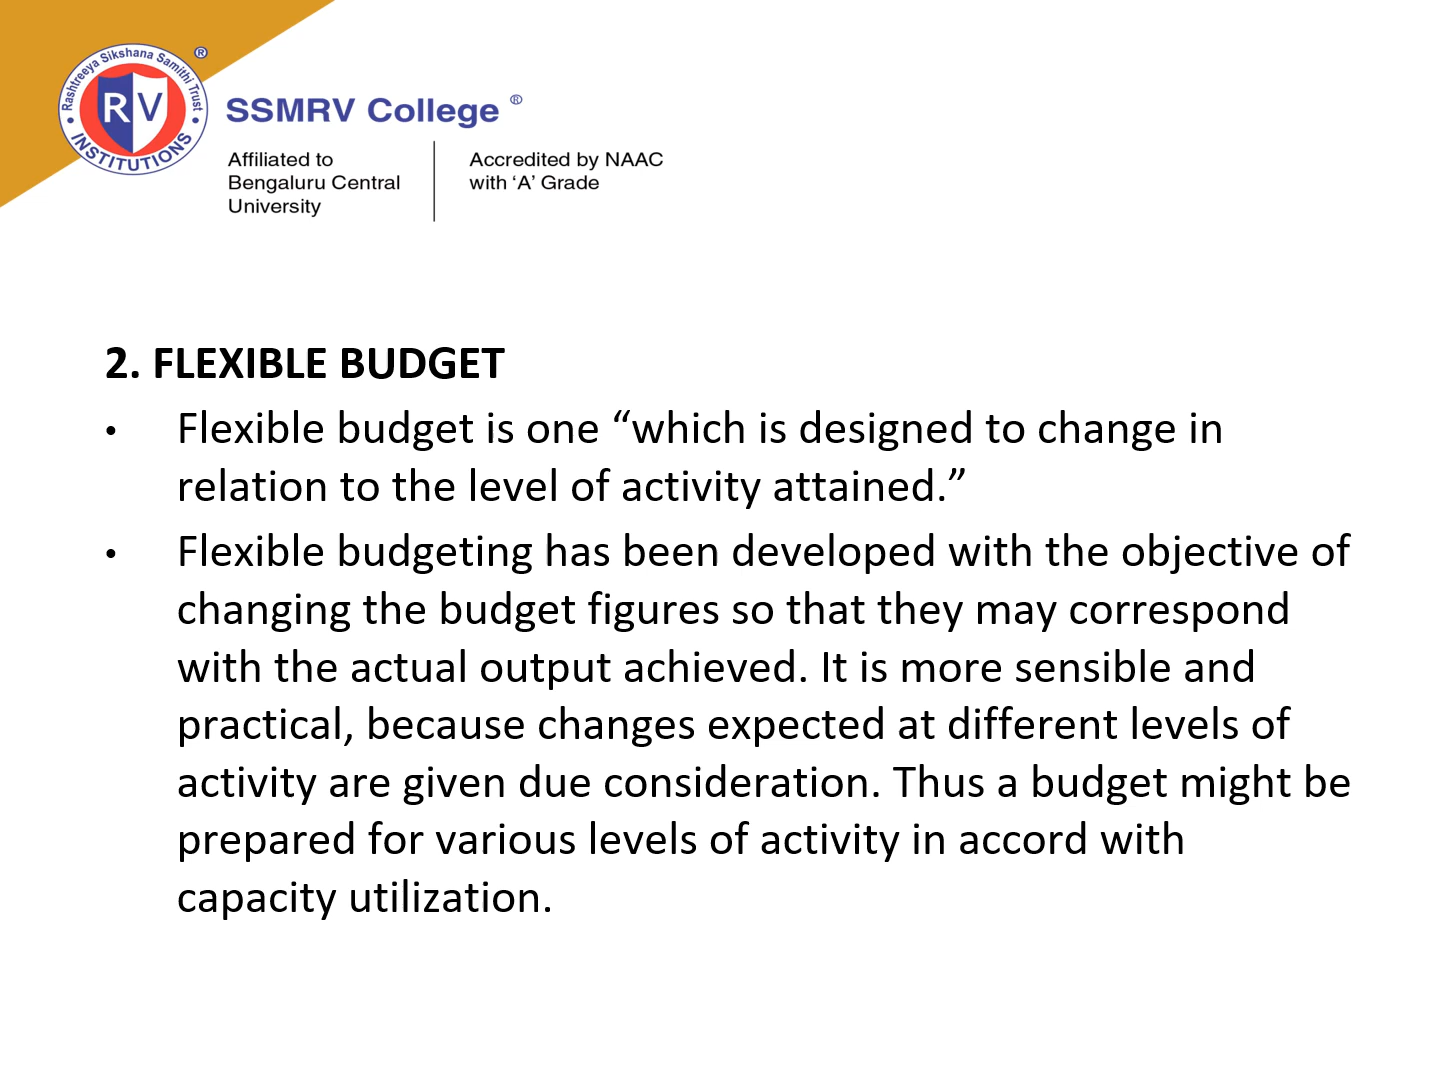 Rashtreeya Sikshana Samithi Trust
®
RV
INSTITUTIONS
SSMRV College ®
Affiliated to
Bengaluru Central
University
Accredited by NAAC
with ‘A’ Grade
2. FLEXIBLE BUDGET
• Flexible budget is one “which is designed to change in
relation to the level of activity attained.”
• Flexible budgeting has been developed with the objective of
changing the budget figures so that they may correspond
with the actual output achieved. It is more sensible and
practical, because changes expected at different levels of
activity are given due consideration. Thus a budget might be
prepared for various levels of activity in accord with
capacity utilization.